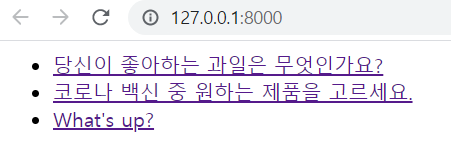 127.0.0.1:8000
당신이 좋아하는 과일은 무엇인가요?
코로나 백신 중 원하는 제품을 고르세요.
What's up?